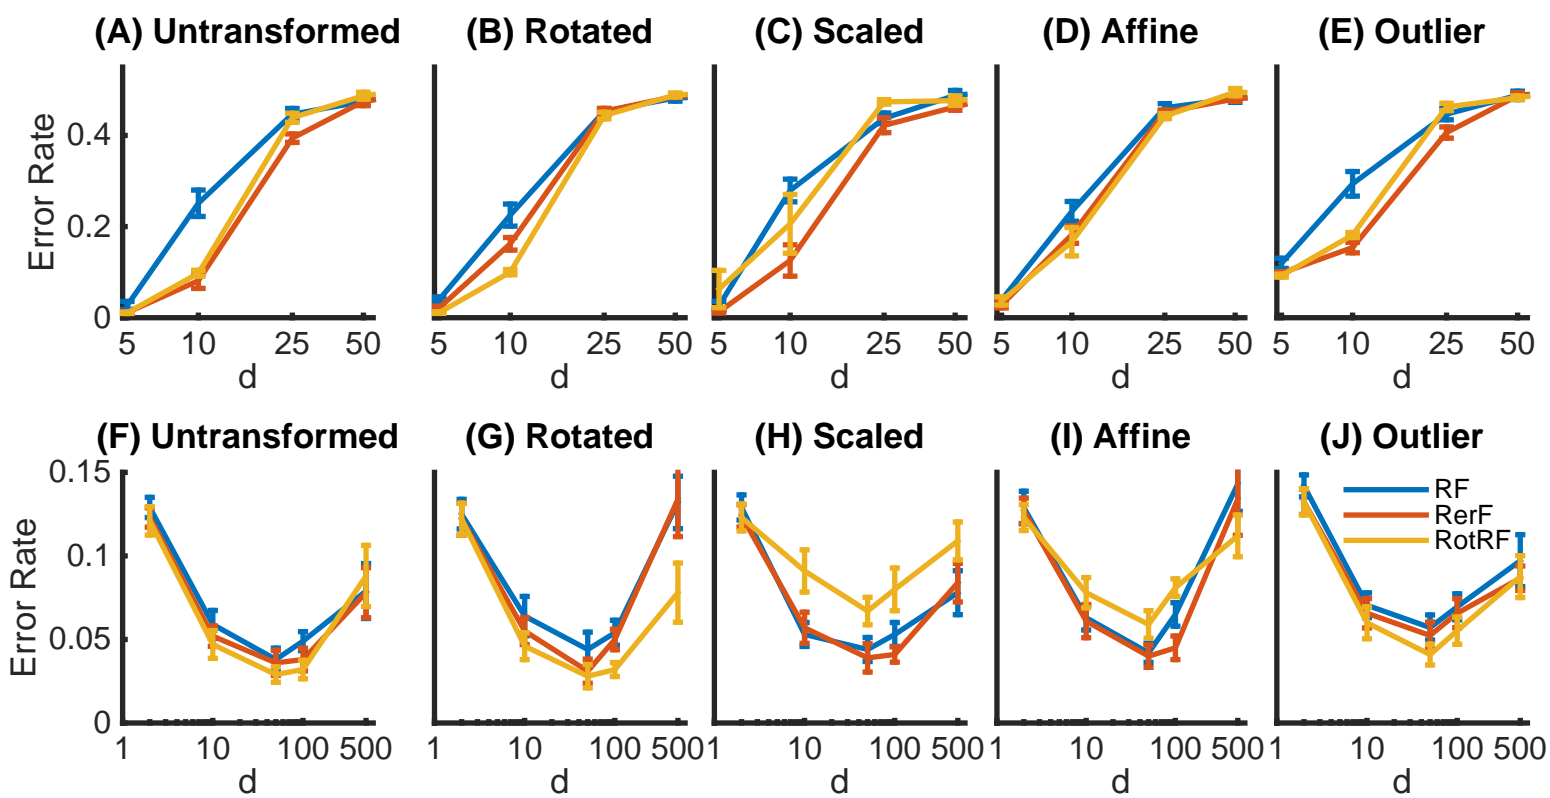 (A) Untransformed (B) Rotated (C) Scaled (D) Affine (E) Outlier
Error Rate
0.4
0.2
0
5 10 25 50 5 10 25 50 5 10 25 50 5 10 25 50 5 10 25 50
d d d d d
(F) Untransformed (G) Rotated (H) Scaled (I) Affine (J) Outlier
Error Rate
0.15
0.1
0.05
0
RF
RerF
RotRF
1 10 100 500 1 10 100 500 1 10 100 500 1 10 100 500 1 10 100 500
d d d d d